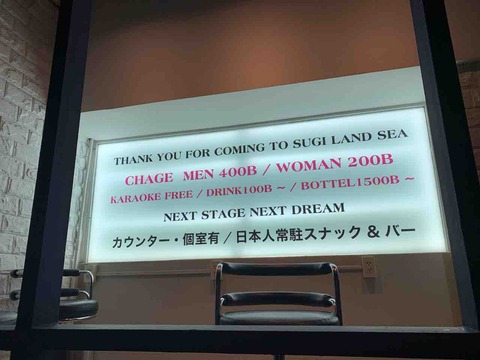 THANK YOU FOR COMING TO SUGI LAND SEA
CHAGE MEN 400B / WOMAN 200B
KARAOKE FREE / DRINK100B ~ / BOTTEL1500B ~
NEXT STAGE NEXT DREAM
カウンター・個室有 / 日本人常駐スナック & バー